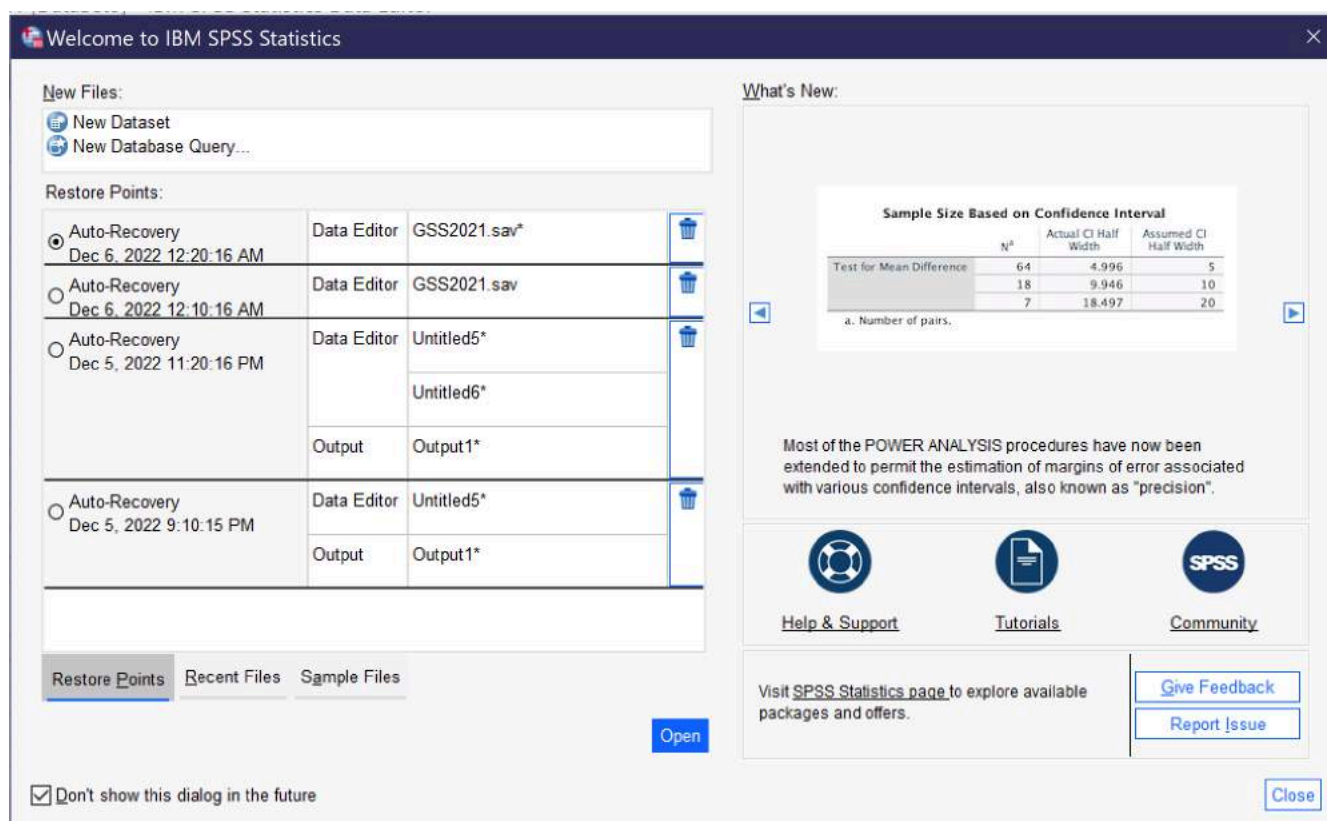 Welcome to IBM SPSS Statistics
New Files:
New Dataset
New Database Query...
Restore Points:
Auto-Recovery
Dec 6, 2022 12:20:16 AM
Data Editor
GSS2021.sav*
Auto-Recovery
Dec 6, 2022 12:10:16 AM
Data Editor
GSS2021.sav
Auto-Recovery
Dec 5, 2022 11:20:16 PM
Data Editor
Untitled5*
Untitled6*
Output
Output1*
Auto-Recovery
Dec 5, 2022 9:10:15 PM
Data Editor
Untitled5*
Output
Output1*
Restore Points
Recent Files
Sample Files
Open
Don't show this dialog in the future
What's New:
Sample Size Based on Confidence Interval
Nᵃ
Actual CI Half
Width
Assumed CI
Half Width
Test for Mean Difference 64 4.996 5
18 9.946 10
7 18.497 20
a. Number of pairs.
Most of the POWER ANALYSIS procedures have now been
extended to permit the estimation of margins of error associated
with various confidence intervals, also known as "precision".
SPSS
Help & Support
Tutorials
Community
Visit SPSS Statistics page to explore available
packages and offers.
Give Feedback
Report Issue
Close